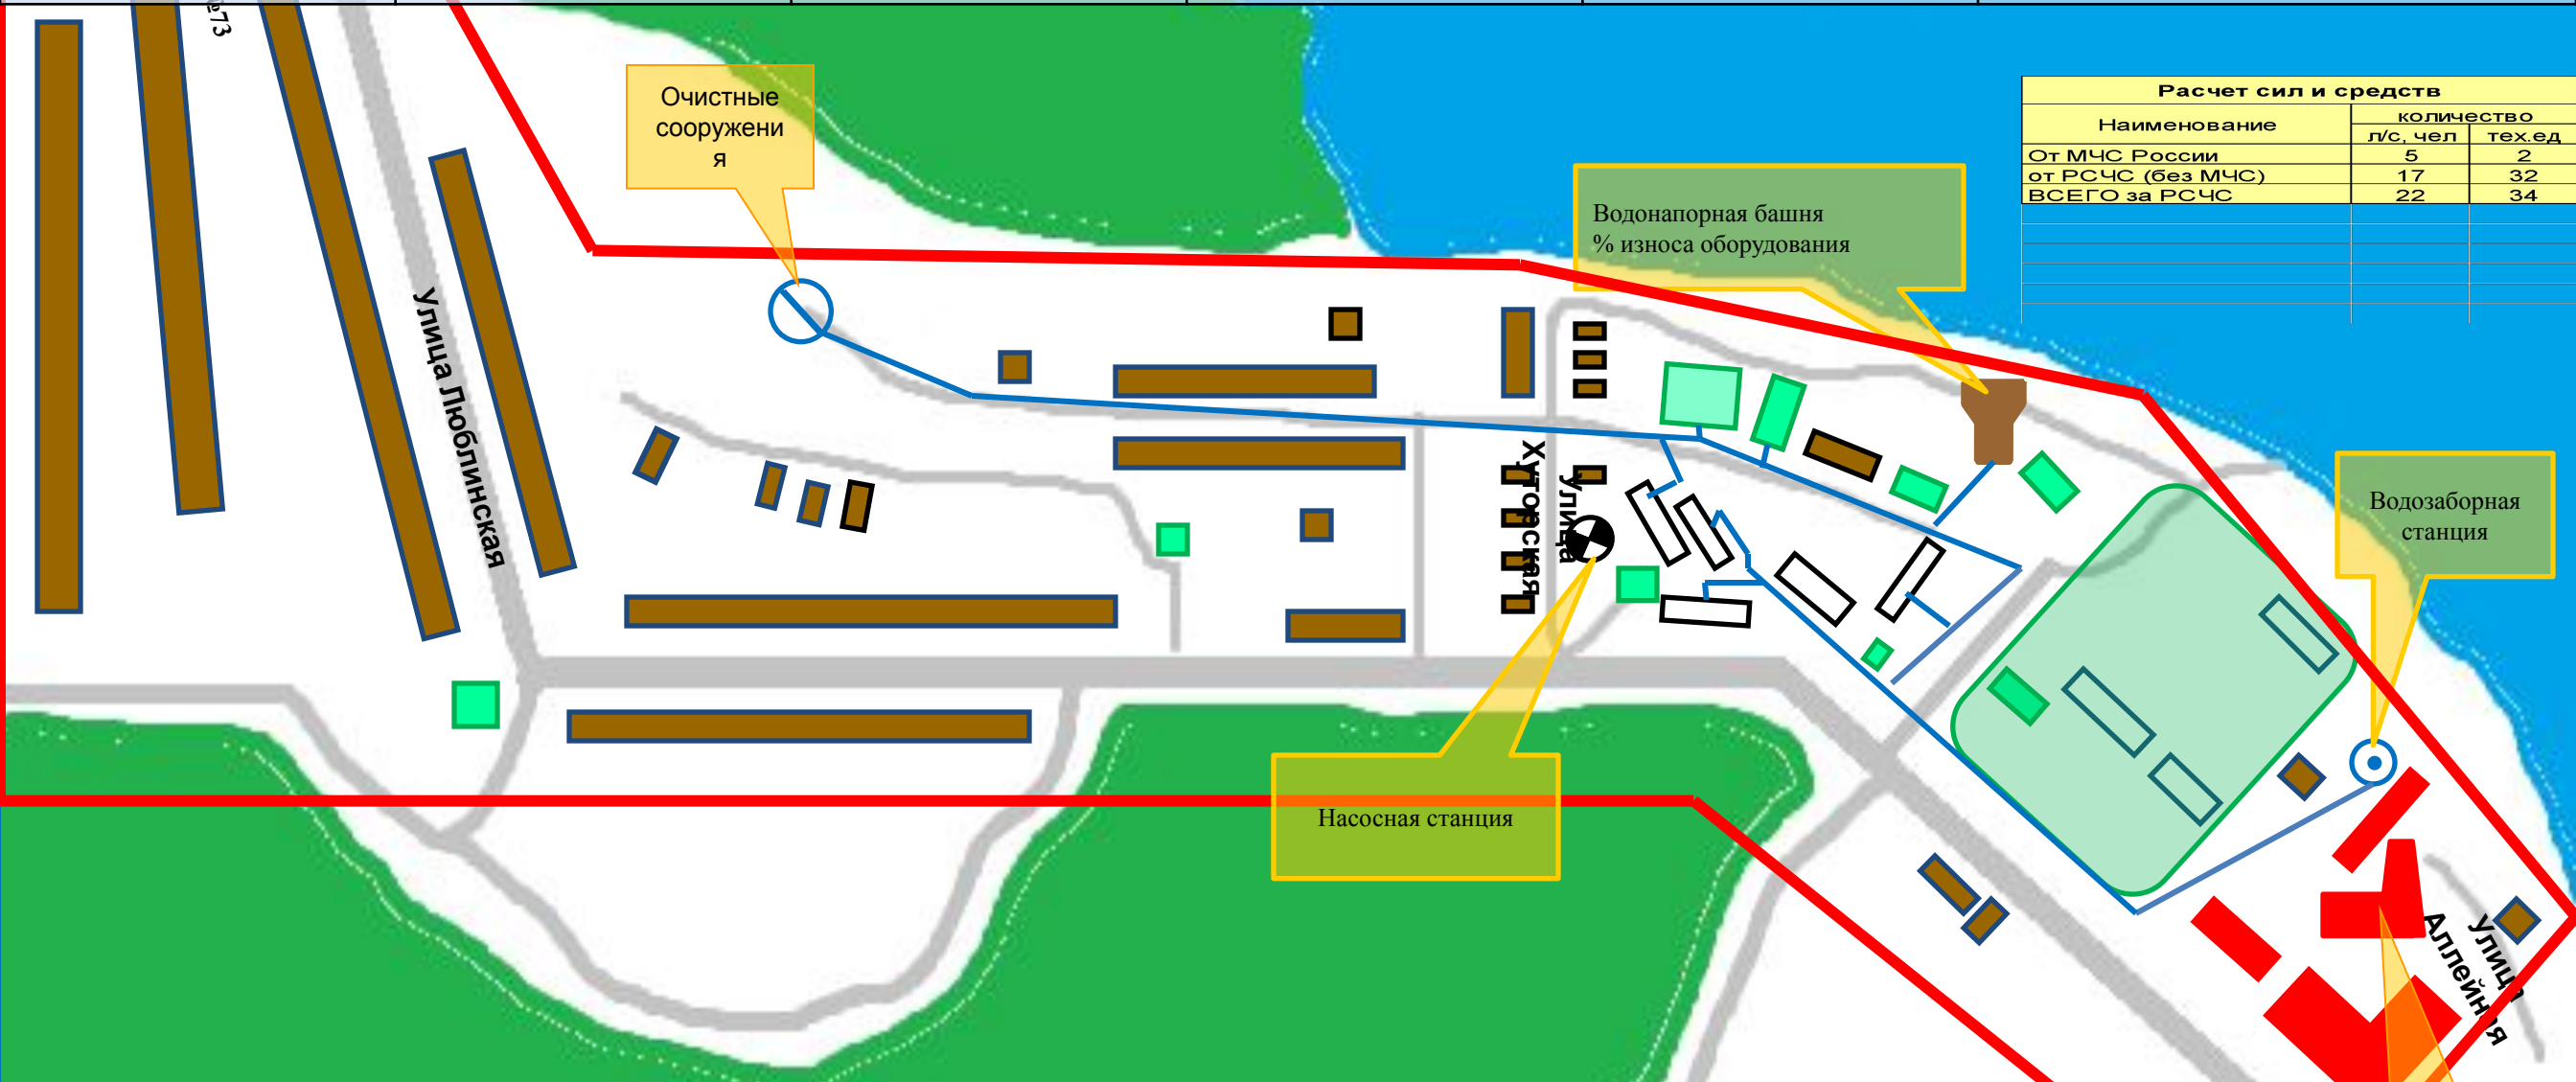 №73
Очистные
сооружени
я
Расчет сил и средств
Наименование количество
л/с, чел тех.ед
От МЧС России 5 2
от РСЧС (без МЧС) 17 32
ВСЕГО за РСЧС 22 34
Водонапорная башня
% износа оборудования
Улица Люблинская
Улица
Хуторская
Водозаборная
станция
Насосная станция
Улица
Аллейная